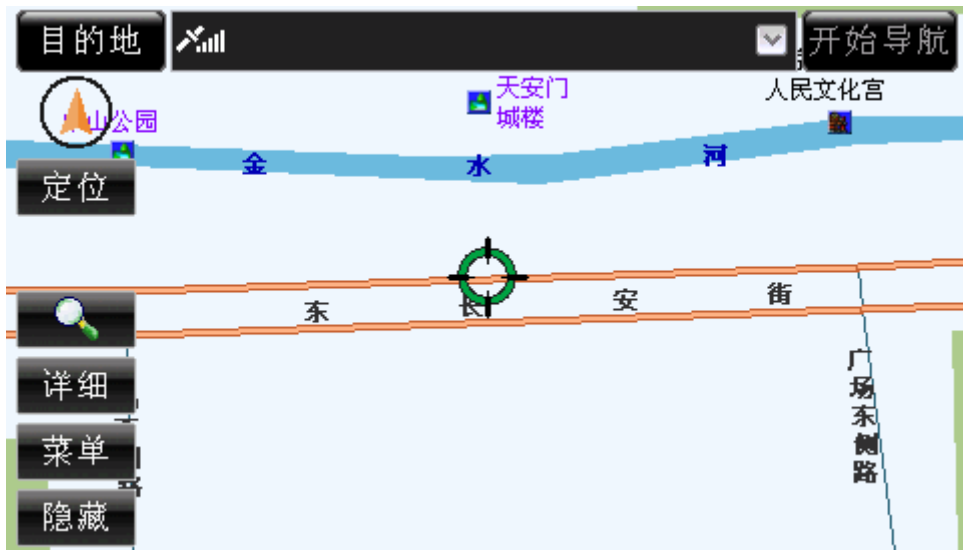 目的地
开始导航
天安门
城楼
人民文化宫
山公园
金水河
定位
东长安街
详细
菜单
隐藏
广场东侧路